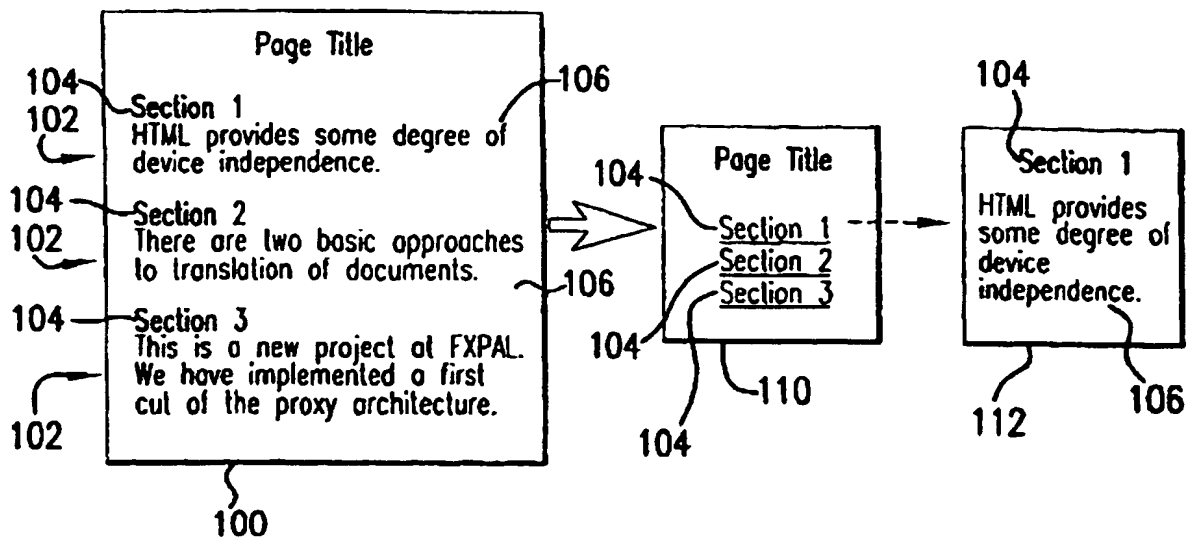 Page Title
104
Section 1
106
102
HTML provides some degree of
device independence.
104
Section 2
102
There are two basic approaches
to translation of documents.
106
104
Section 3
This is a new project at FXPAL.
We have implemented a first
cut of the proxy architecture.
102
100
Page Title
104
Section 1
Section 2
Section 3
104
104
110
104
Section 1
HTML provides
some degree of
device
independence.
106
112